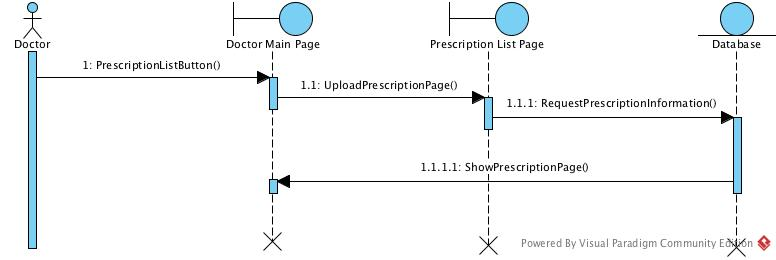 Doctor
Doctor Main Page
Prescription List Page
Database
1: PrescriptionListButton()
1.1: UploadPrescriptionPage()
1.1.1: RequestPrescriptionInformation()
1.1.1.1: ShowPrescriptionPage()
Powered By Visual Paradigm Community Edition